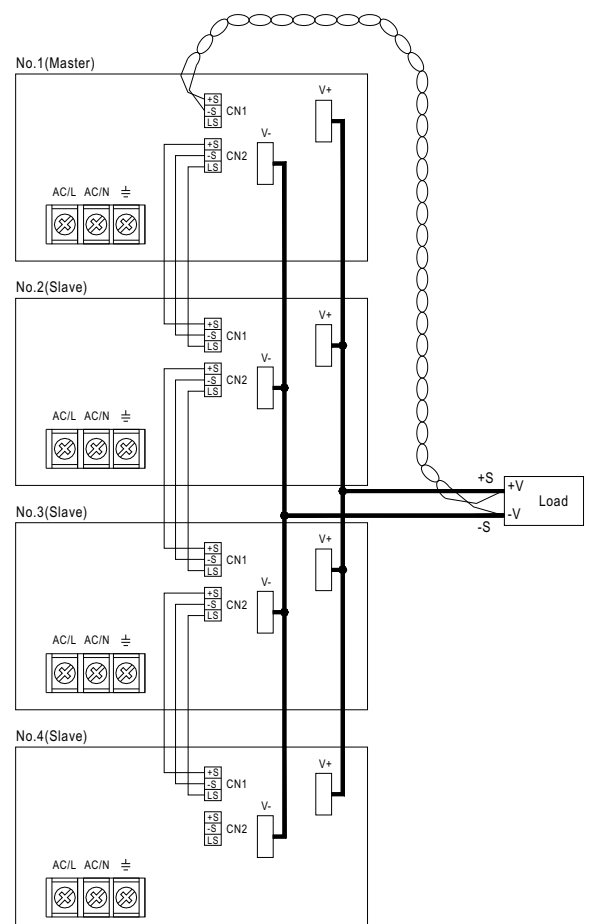 No.1(Master)
+S
-S
LS
CN1
V+
+S
-S
LS
CN2
V-
AC/L AC/N ⏚
No.2(Slave)
+S
-S
LS
CN1
V+
+S
-S
LS
CN2
V-
AC/L AC/N ⏚
+S
+V
Load
-V
-S
No.3(Slave)
+S
-S
LS
CN1
V+
+S
-S
LS
CN2
V-
AC/L AC/N ⏚
No.4(Slave)
+S
-S
LS
CN1
V+
+S
-S
LS
CN2
V-
AC/L AC/N ⏚